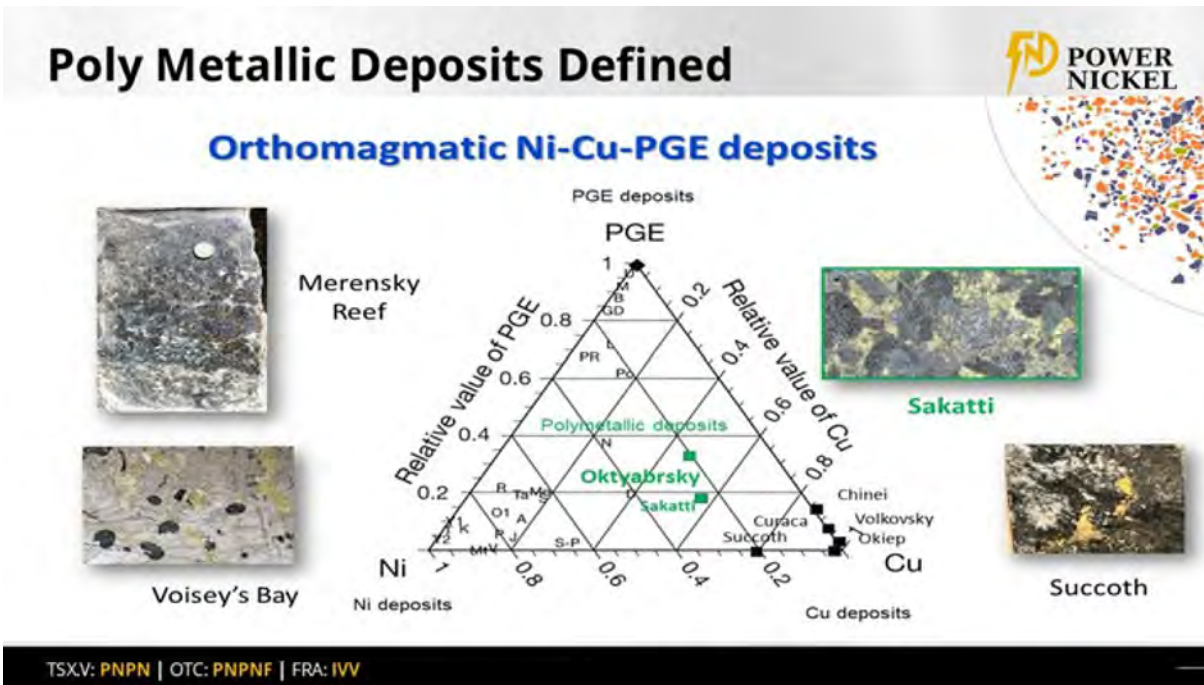 Poly Metallic Deposits Defined
POWER
NICKEL
Orthomagmatic Ni-Cu-PGE deposits
PGE deposits
PGE
Merensky
Reef
Relative value of PGE
Relative value of Cu
1
M
B
GD
0.8
0.2
L
PR
Po
0.6
0.4
Sakatti
Polymetallic deposits
0.4
0.6
N
Oktyabrsky
0.2
0.8
R
Sakatti
Chinei
O1
A
Curaca
Volkovsky
Succoth
Okiep
S-P
Ni
Cu
1
0.8
0.6
0.4
0.2
Voisey's Bay
Ni deposits
Cu deposits
Succoth
TSX.V: PNPN | OTC: PNPNF | FRA: IVV